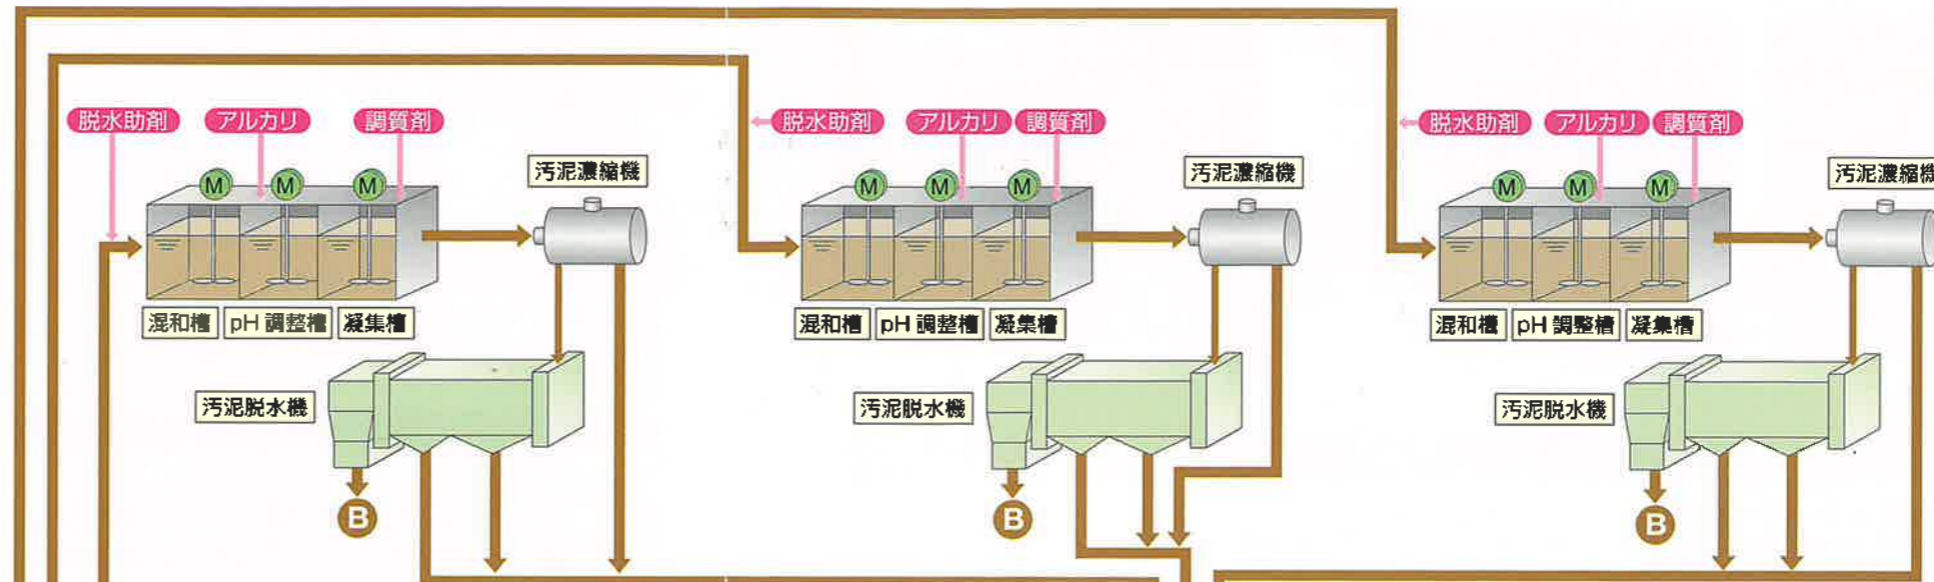 脱水助剤 アルカリ 調質剤
脱水助剤 アルカリ 調質剤
脱水助剤 アルカリ 調質剤
汚泥濃縮機
汚泥濃縮機
汚泥濃縮機
M M M
M M M
M M M
混和槽 pH 調整槽 凝集槽
混和槽 pH 調整槽 凝集槽
混和槽 pH 調整槽 凝集槽
汚泥脱水機
汚泥脱水機
汚泥脱水機
B
B
B